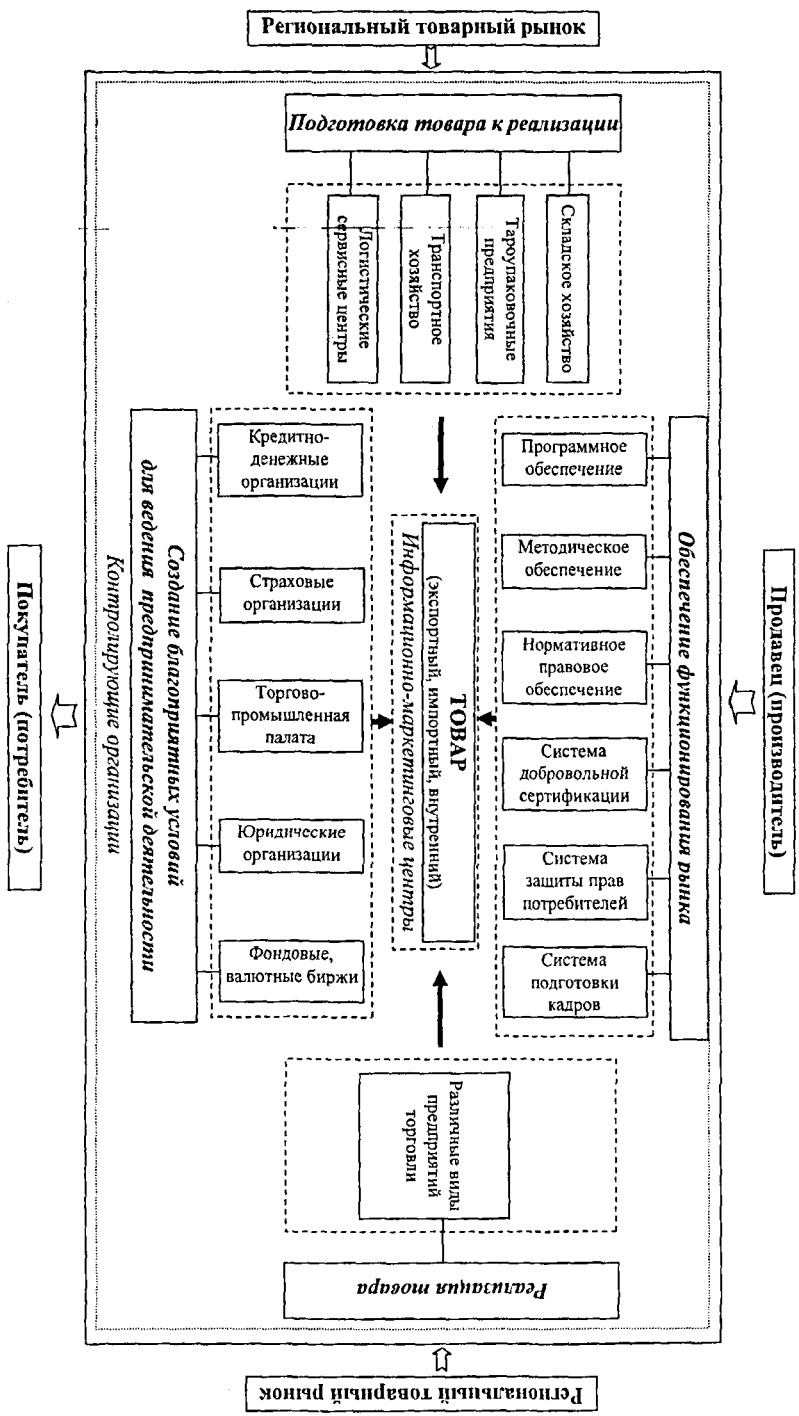 Региональный товарный рынок
Подготовка товара к реализации
Логистические
сервисные центры
Транспортное
хозяйство
Тароупаковочные
предприятия
Складское хозяйство
Продавец (производитель)
Обеспечение функционирования рынка
Программное
обеспечение
Методическое
обеспечение
Нормативное
правовое
обеспечение
Система
добровольной
сертификации
Система
защиты прав
потребителей
Система
подготовки
кадров
ТОВАР
(экспортный, импортный, внутренний)
Информационно-маркетинговые центры
Кредитно-
денежные
организации
Страховые
организации
Торгово-
промышленная
палата
Юридические
организации
Фондовые,
валютные биржи
Создание благоприятных условий
для ведения предпринимательской деятельности
Контролирующие организации
Покупатель (потребитель)
Различные виды
предприятий
торговли
Реализация товара
Региональный товарный рынок